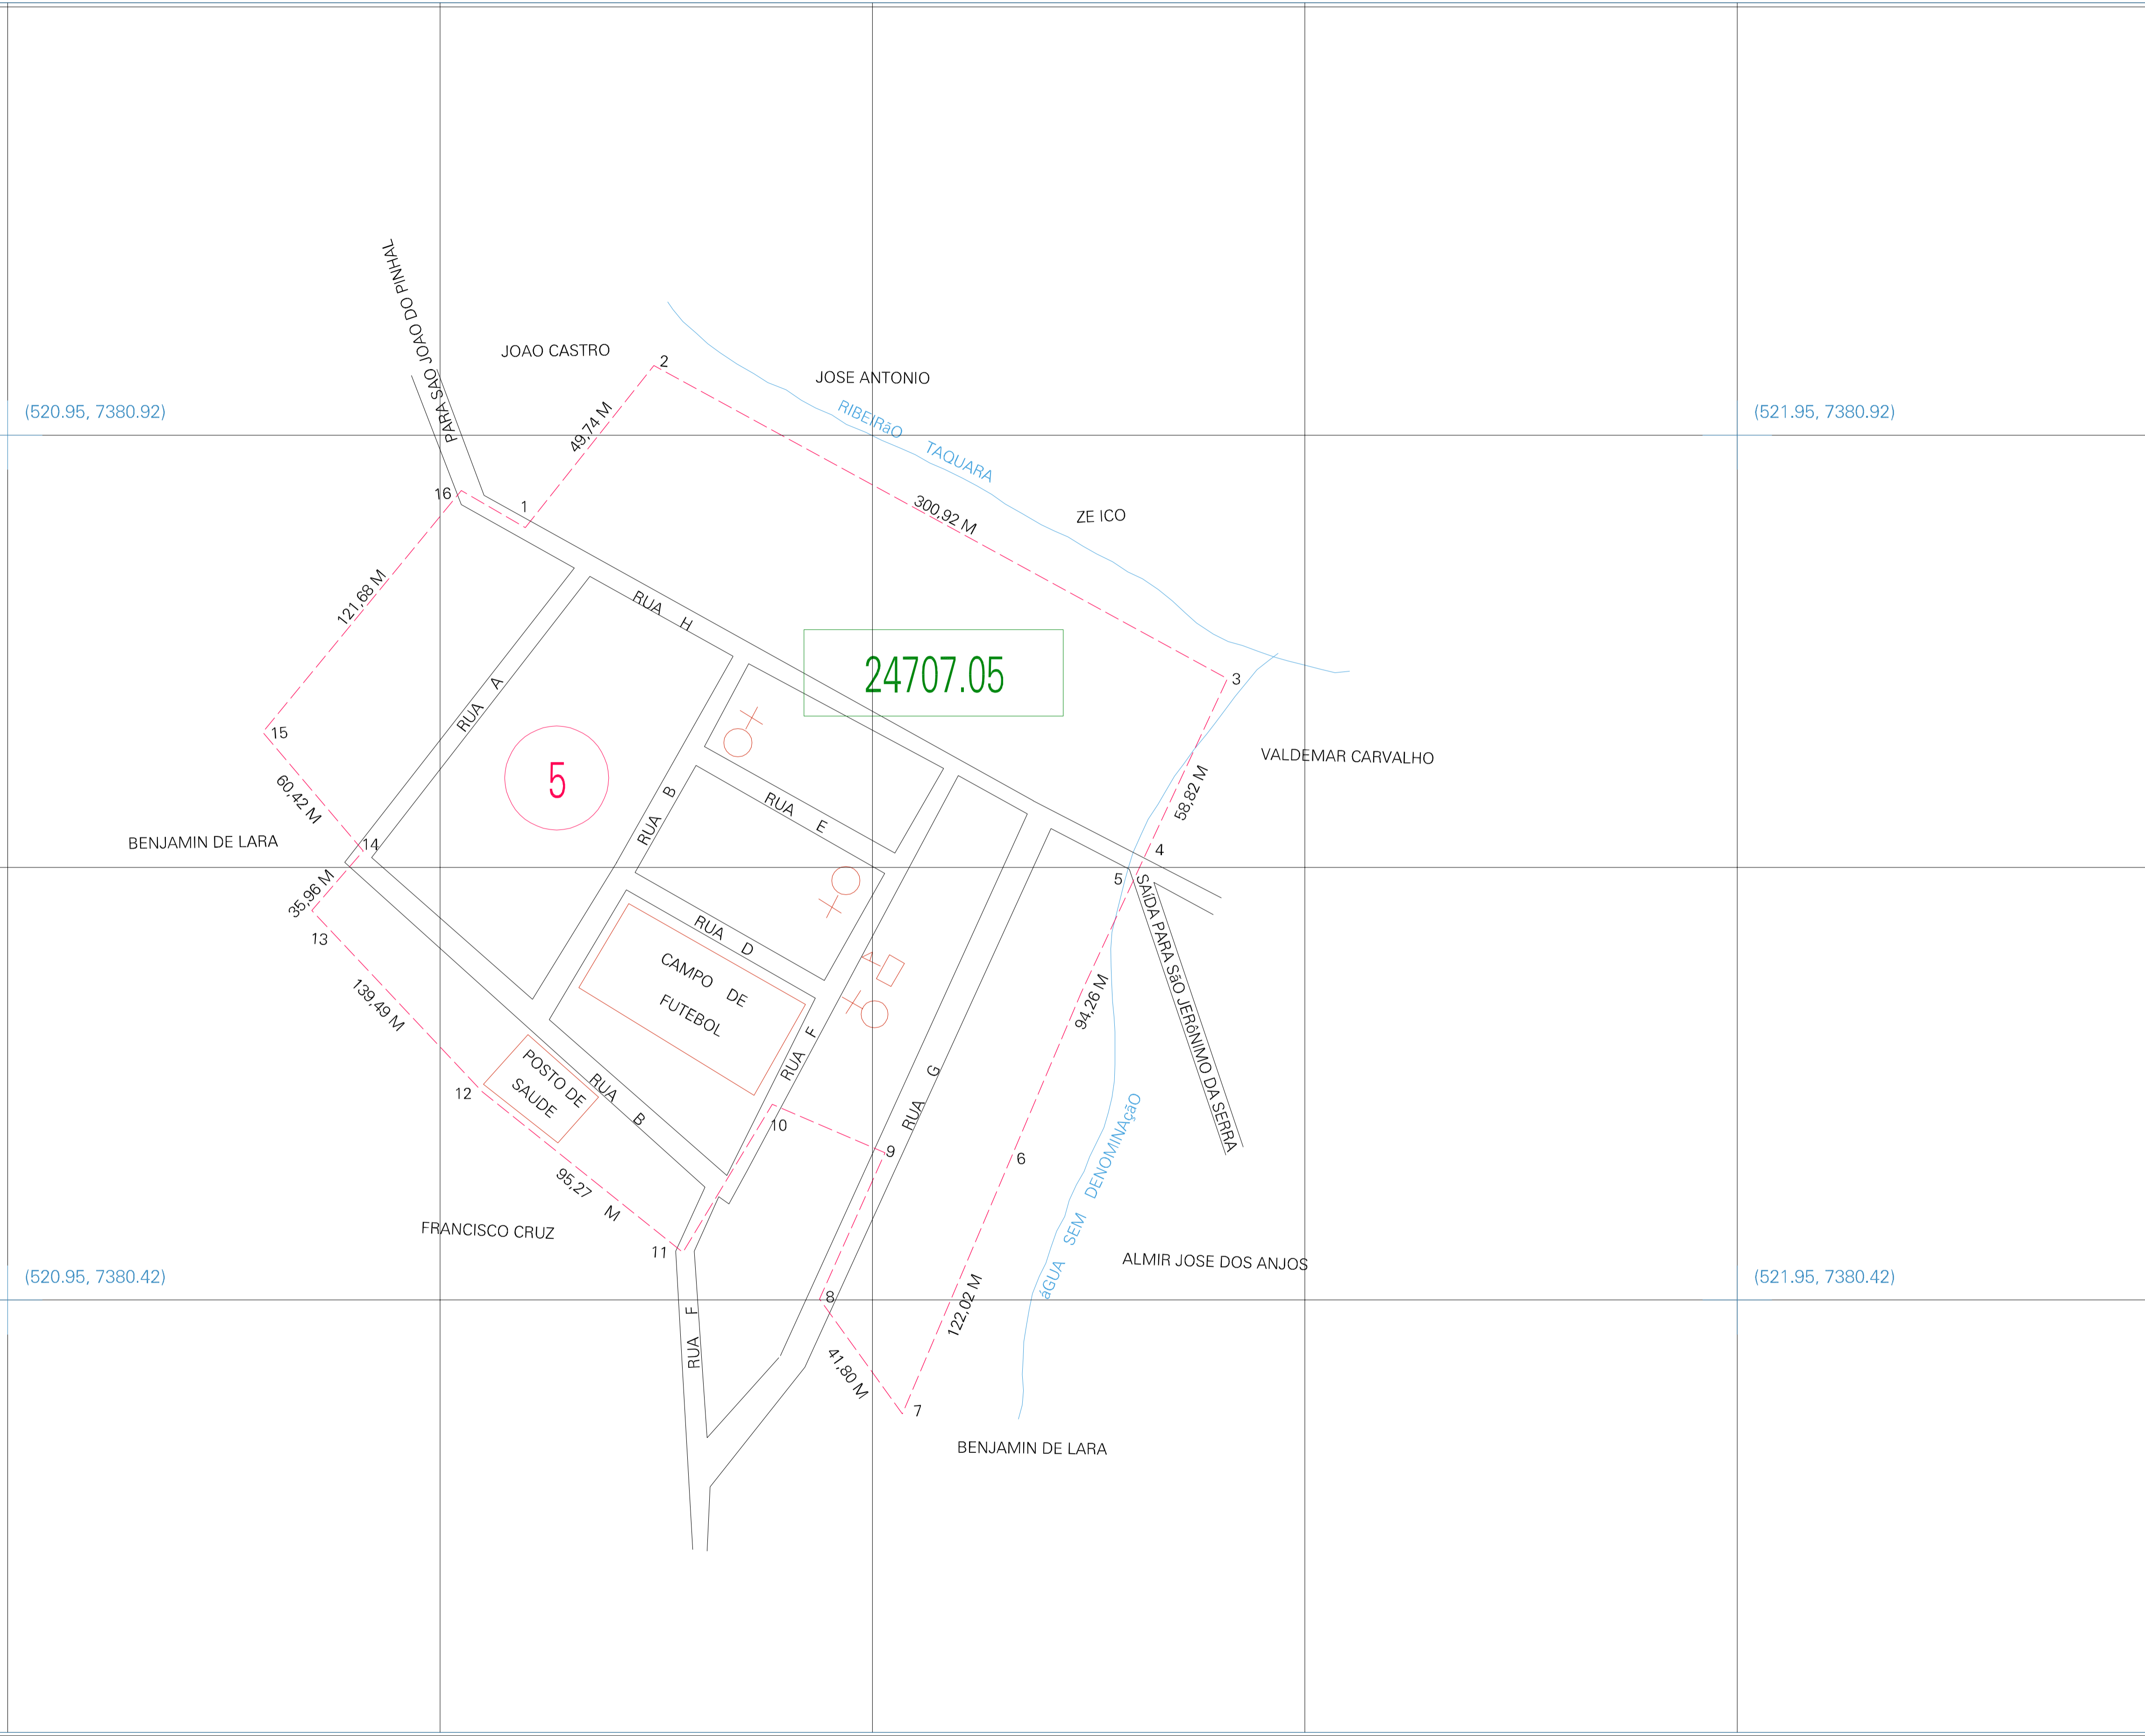 PARA SAO JOAO DO PINHAL
JOAO CASTRO
2
JOSE ANTONIO
(520.95, 7380.92)
(521.95, 7380.92)
RIBEIRãO TAQUARA
49,74 M
16
1
300,92 M
ZE ICO
121,68 M
RUA H
24707.05
3
RUA A
15
5
VALDEMAR CARVALHO
60,42 M
RUA B
RUA E
58,82 M
BENJAMIN DE LARA
14
4
5
35,96 M
13
RUA D
SAíDA PARA SãO JERôNIMO DA SERRA
CAMPO DE
FUTEBOL
139,49 M
94,26 M
RUA F
POSTO DE
SAUDE
12
RUA B
RUA G
10
9
6
áGUA SEM DENOMINAçãO
95,27 M
FRANCISCO CRUZ
11
ALMIR JOSE DOS ANJOS
(520.95, 7380.42)
(521.95, 7380.42)
8
RUA F
122,02 M
41,80 M
7
BENJAMIN DE LARA